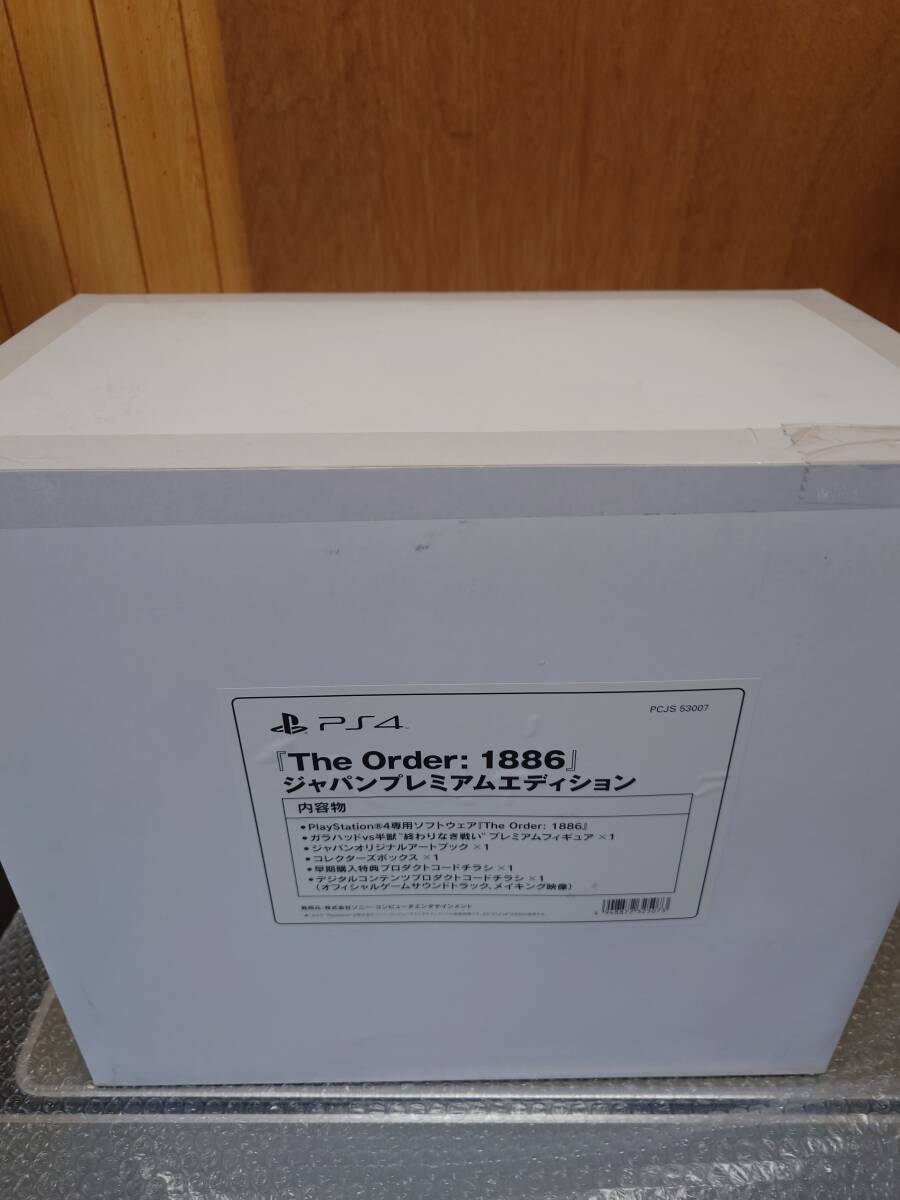 PS4
PCJS 53007
『The Order: 1886』
ジャパンプレミアムエディション
内容物
●PlayStation®4専用ソフトウェア『The Order: 1886』
●ガラハッドvs半獣"終わりなき戦い" プレミアムフィギュア ×1
●ジャパンオリジナルアートブック ×1
●コレクターズボックス ×1
●早期購入特典プロダクトコードチラシ ×1
●デジタルコンテンツプロダクトコードチラシ ×1
(オフィシャルゲームサウンドトラック、メイキング映像)
発売元:株式会社ソニー・コンピュータエンタテインメント